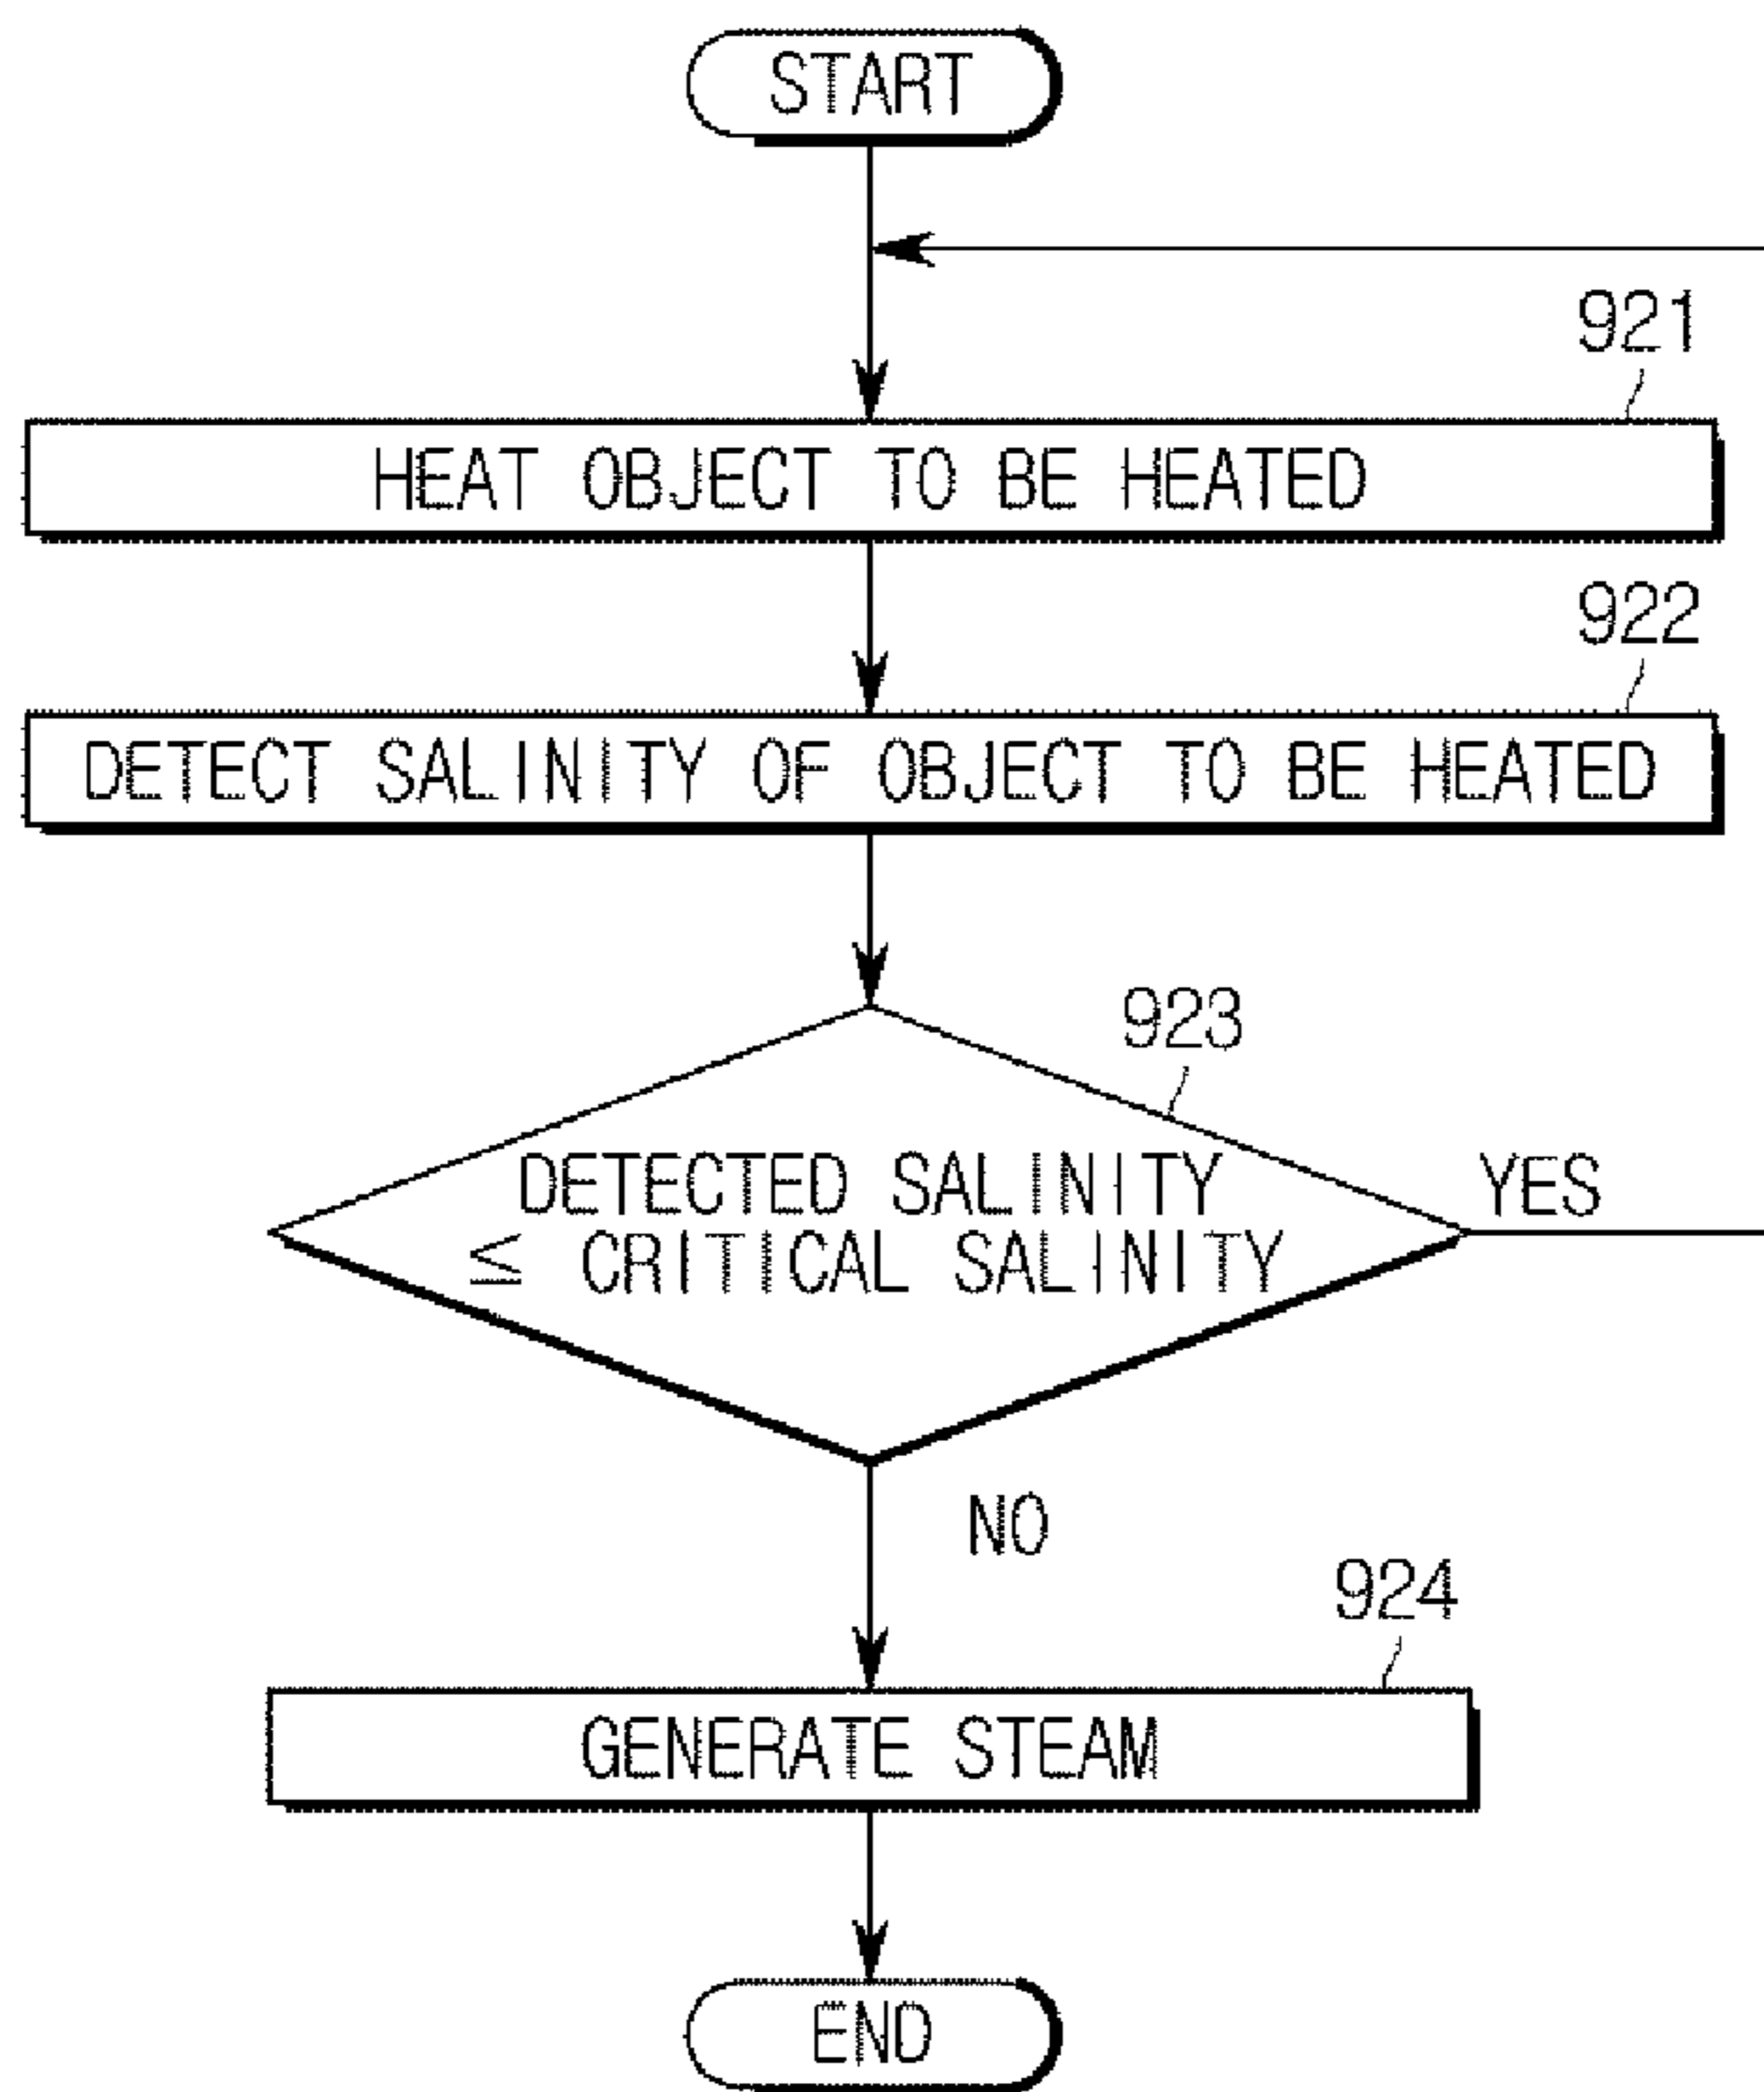 START
921
HEAT OBJECT TO BE HEATED
922
DETECT SALINITY OF OBJECT TO BE HEATED
923
DETECTED SALINITY
≤ CRITICAL SALINITY
YES
NO
924
GENERATE STEAM
END